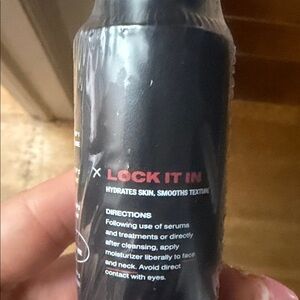 × LOCK IT IN
HYDRATES SKIN, SMOOTHS TEXTURE
DIRECTIONS
Following use of serums
and treatments or directly
after cleansing, apply
moisturizer liberally to face
and neck. Avoid direct
contact with eyes.